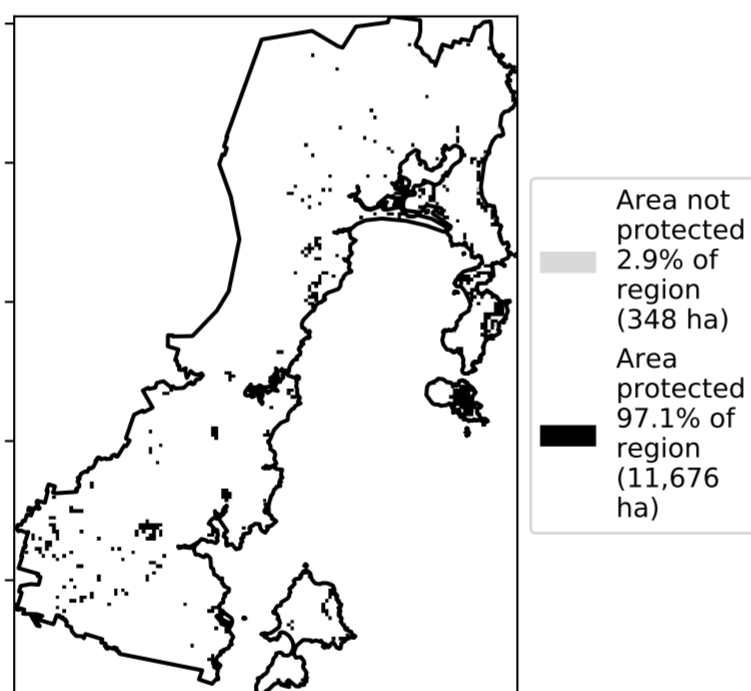 Area not
protected
2.9% of
region
(348 ha)
Area
protected
97.1% of
region
(11,676
ha)